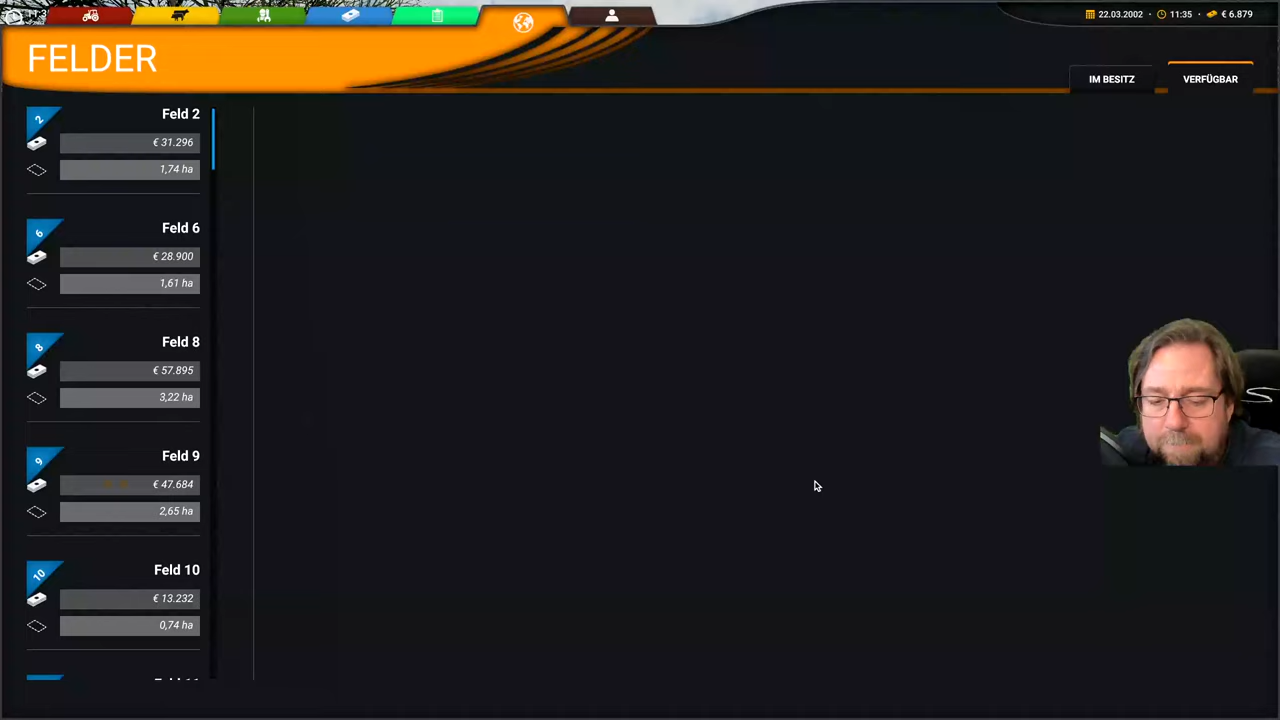 22.03.2002 · 11:35 · € 6.879
FELDER
IM BESITZ
VERFÜGBAR
2
Feld 2
€ 31.296
1,74 ha
6
Feld 6
€ 28.900
1,61 ha
8
Feld 8
€ 57.895
3,22 ha
9
Feld 9
€ 47.684
2,65 ha
10
Feld 10
€ 13.232
0,74 ha